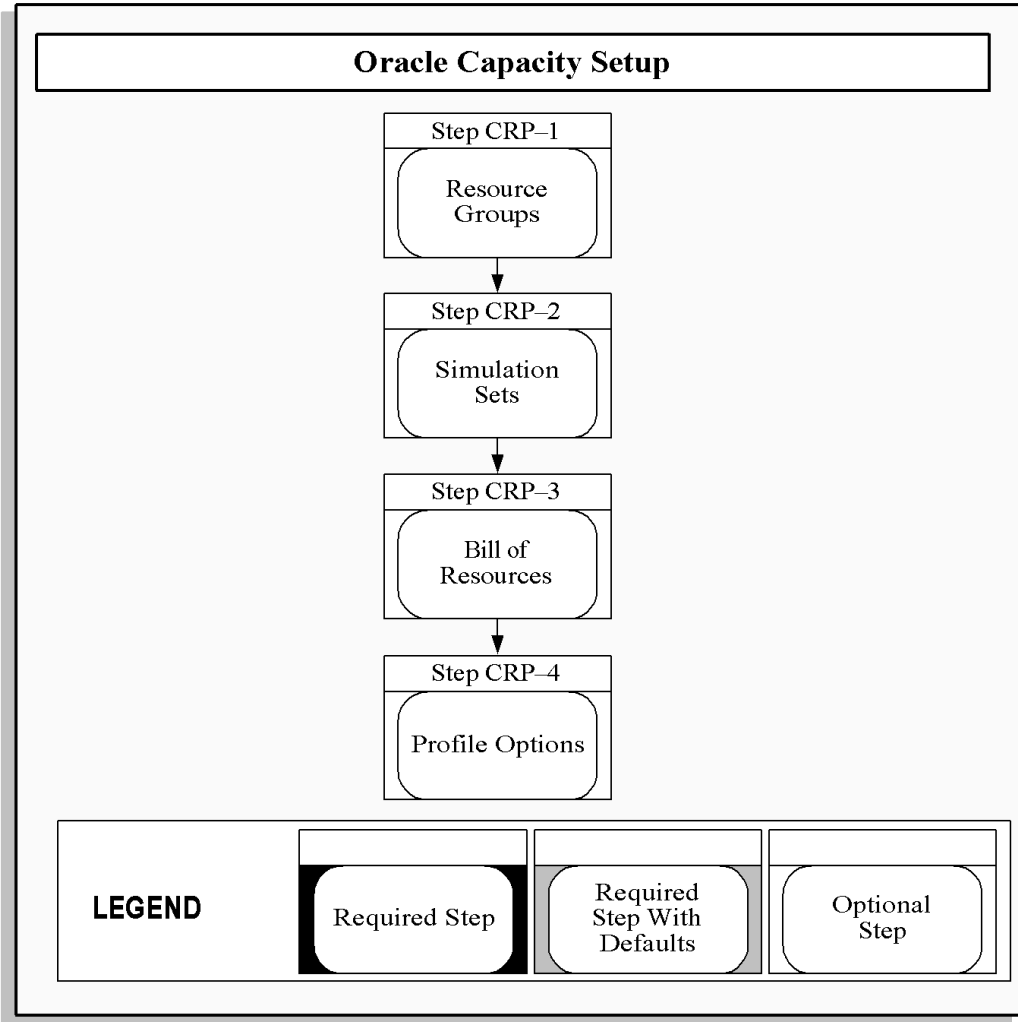 Oracle Capacity Setup
Step CRP–1
Resource
Groups
Step CRP–2
Simulation
Sets
Step CRP–3
Bill of
Resources
Step CRP–4
Profile Options
LEGEND
Required Step
Required
Step With
Defaults
Optional
Step